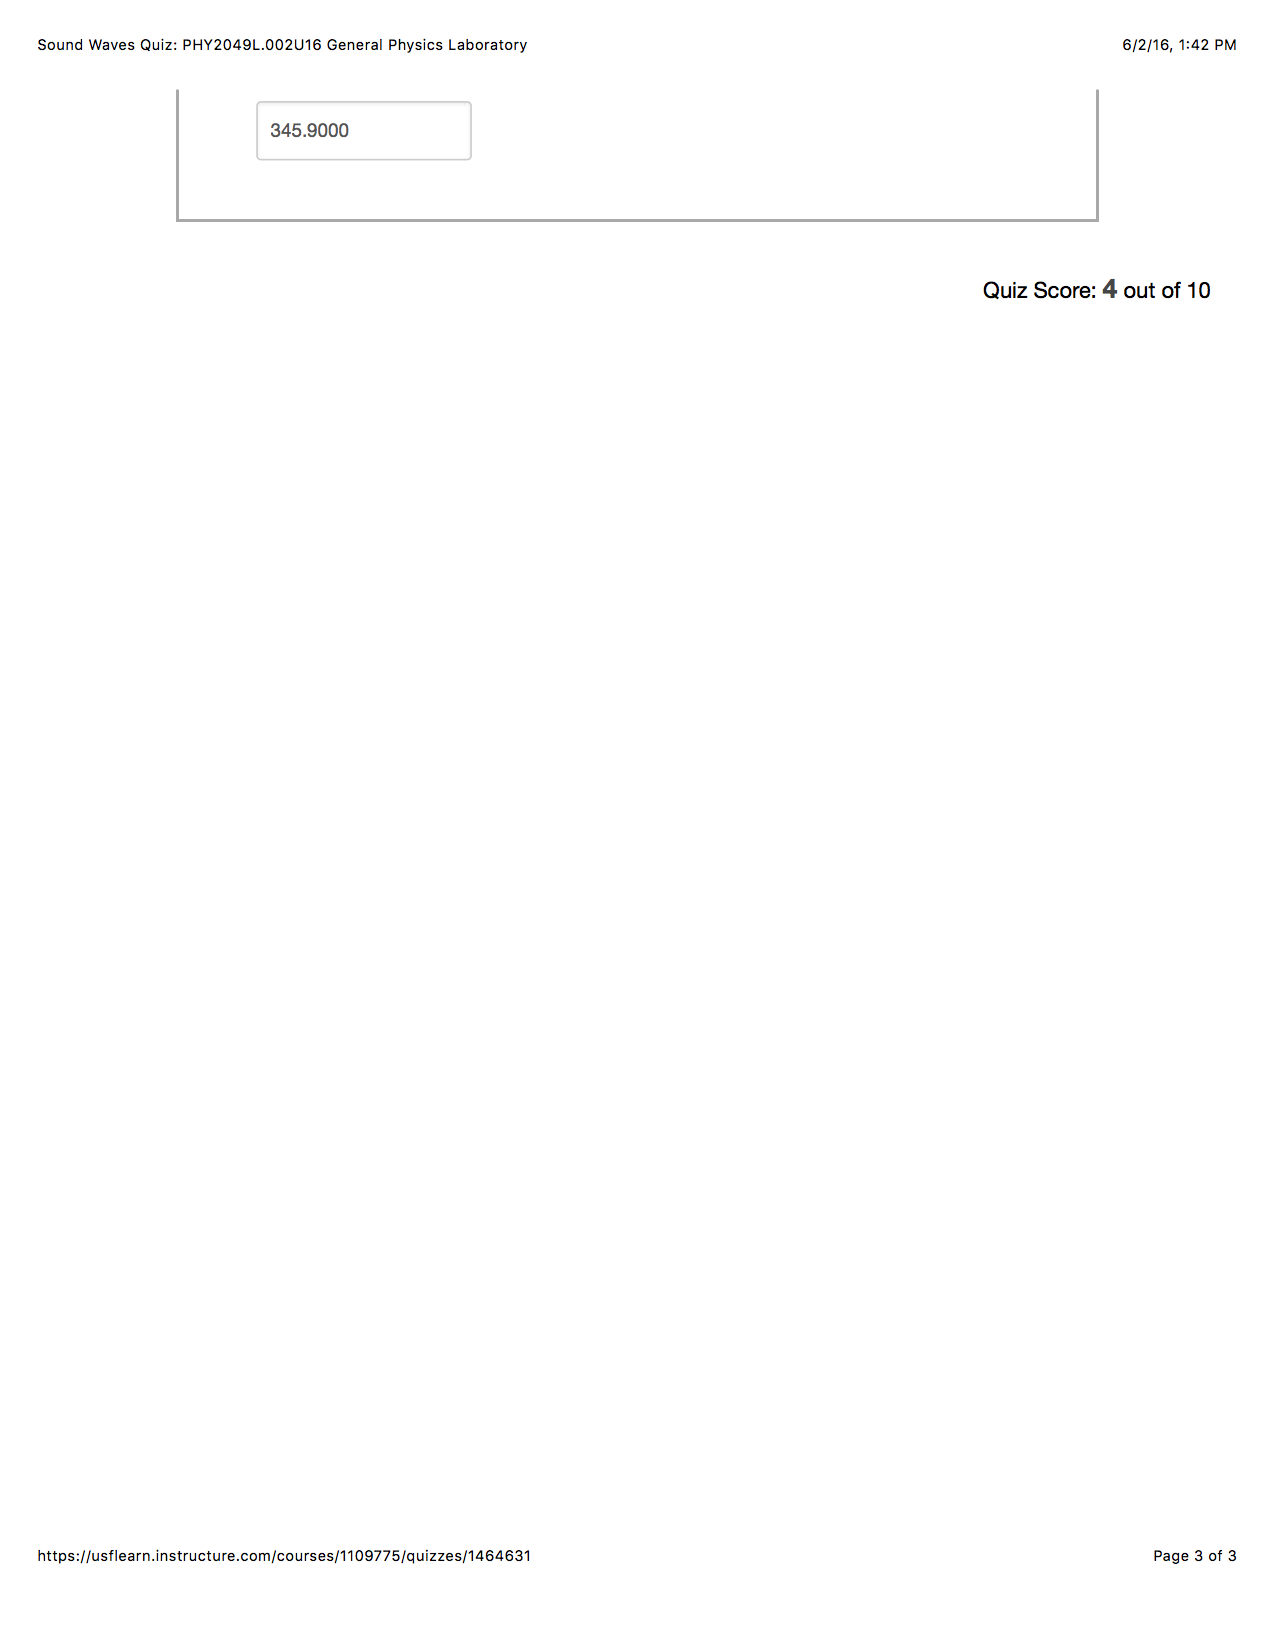 Sound Waves Quiz: PHY2049L.002U16 General Physics Laboratory 6/2/16, 1:42 PM
345.9000
Quiz Score: 4 out of 10
https://usflearn.instructure.com/courses/1109775/quizzes/1464631 Page 3 of 3